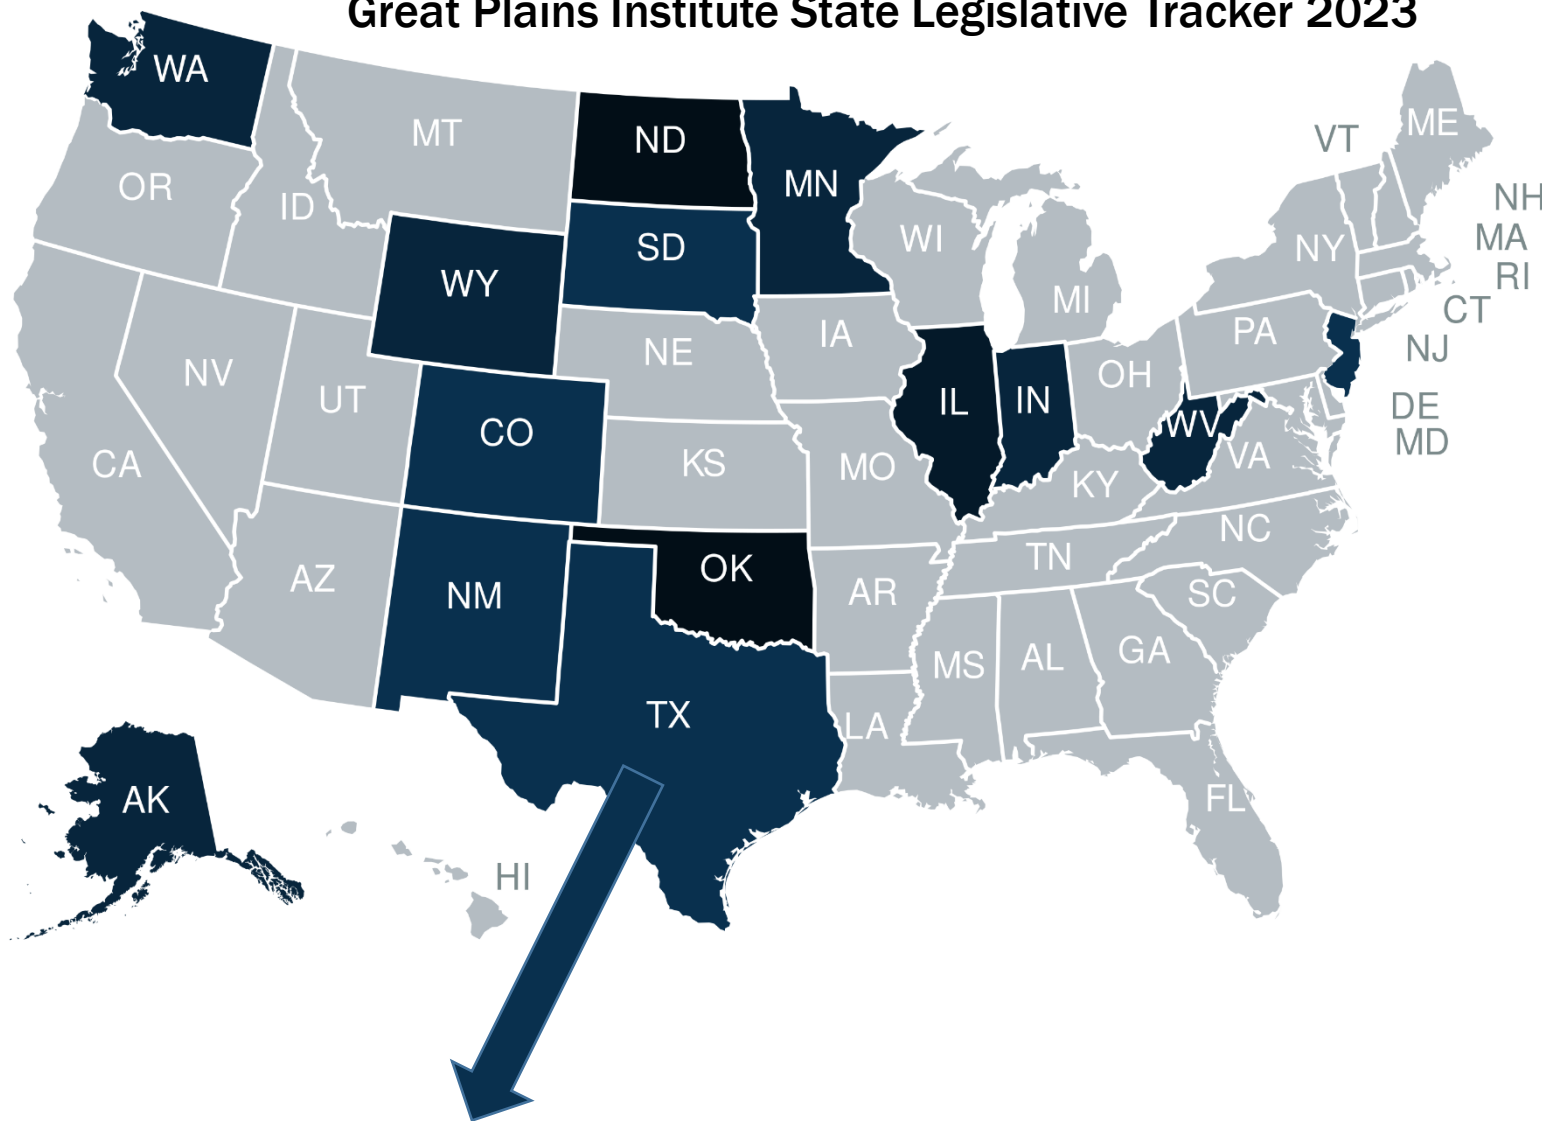 Great Plains Institute State Legislative Tracker 2023
WA
MT
ND
MN
VT
ME
OR
ID
SD
WI
NH
NY
MA
RI
WY
MI
CT
IA
PA
NJ
NE
NV
UT
OH
IL
IN
DE
CO
WV
MD
CA
KS
MO
KY
VA
NC
AZ
NM
OK
AR
TN
SC
MS
AL
GA
TX
LA
AK
FL
HI